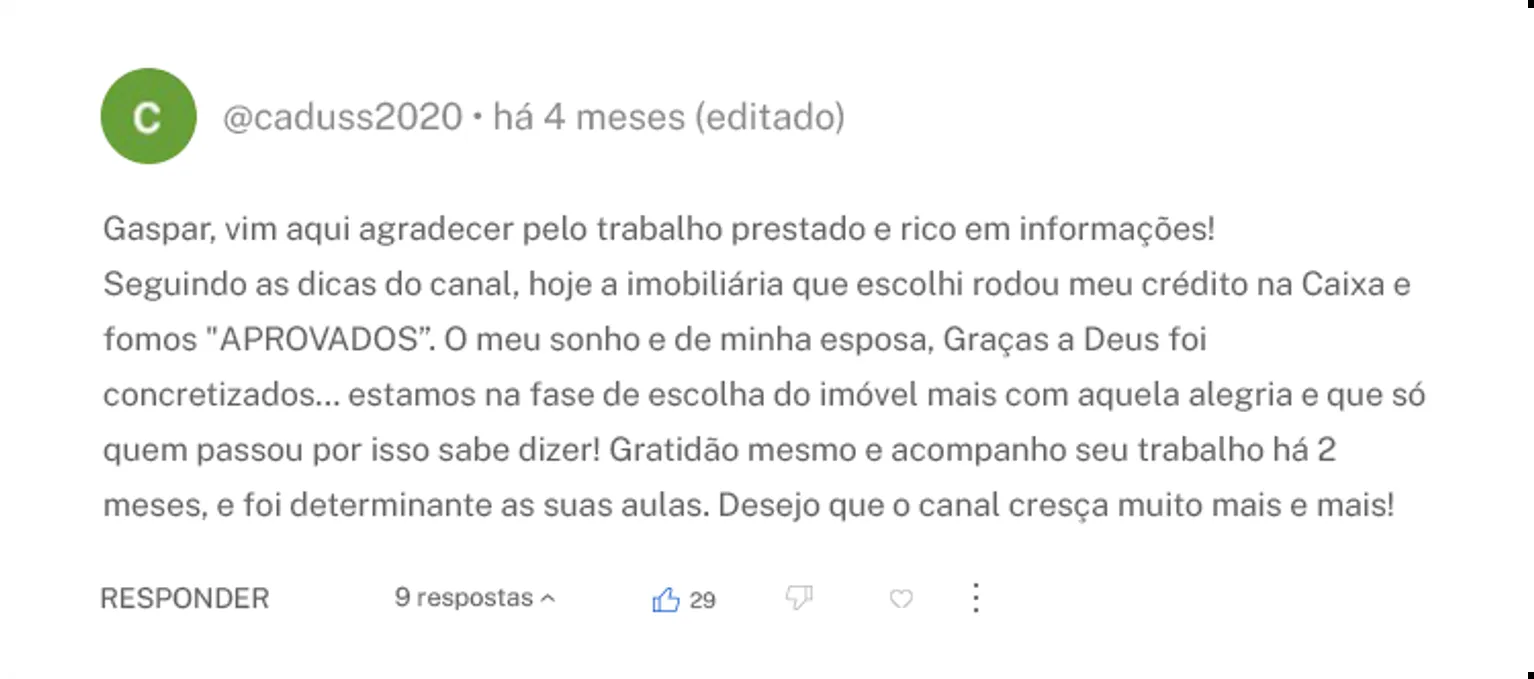 C
@caduss2020 • há 4 meses (editado)
Gaspar, vim aqui agradecer pelo trabalho prestado e rico em informações!
Seguindo as dicas do canal, hoje a imobiliária que escolhi rodou meu crédito na Caixa e
fomos "APROVADOS”. O meu sonho e de minha esposa, Graças a Deus foi
concretizados... estamos na fase de escolha do imóvel mais com aquela alegria e que só
quem passou por isso sabe dizer! Gratidão mesmo e acompanho seu trabalho há 2
meses, e foi determinante as suas aulas. Desejo que o canal cresça muito mais e mais!
RESPONDER 9 respostas 29